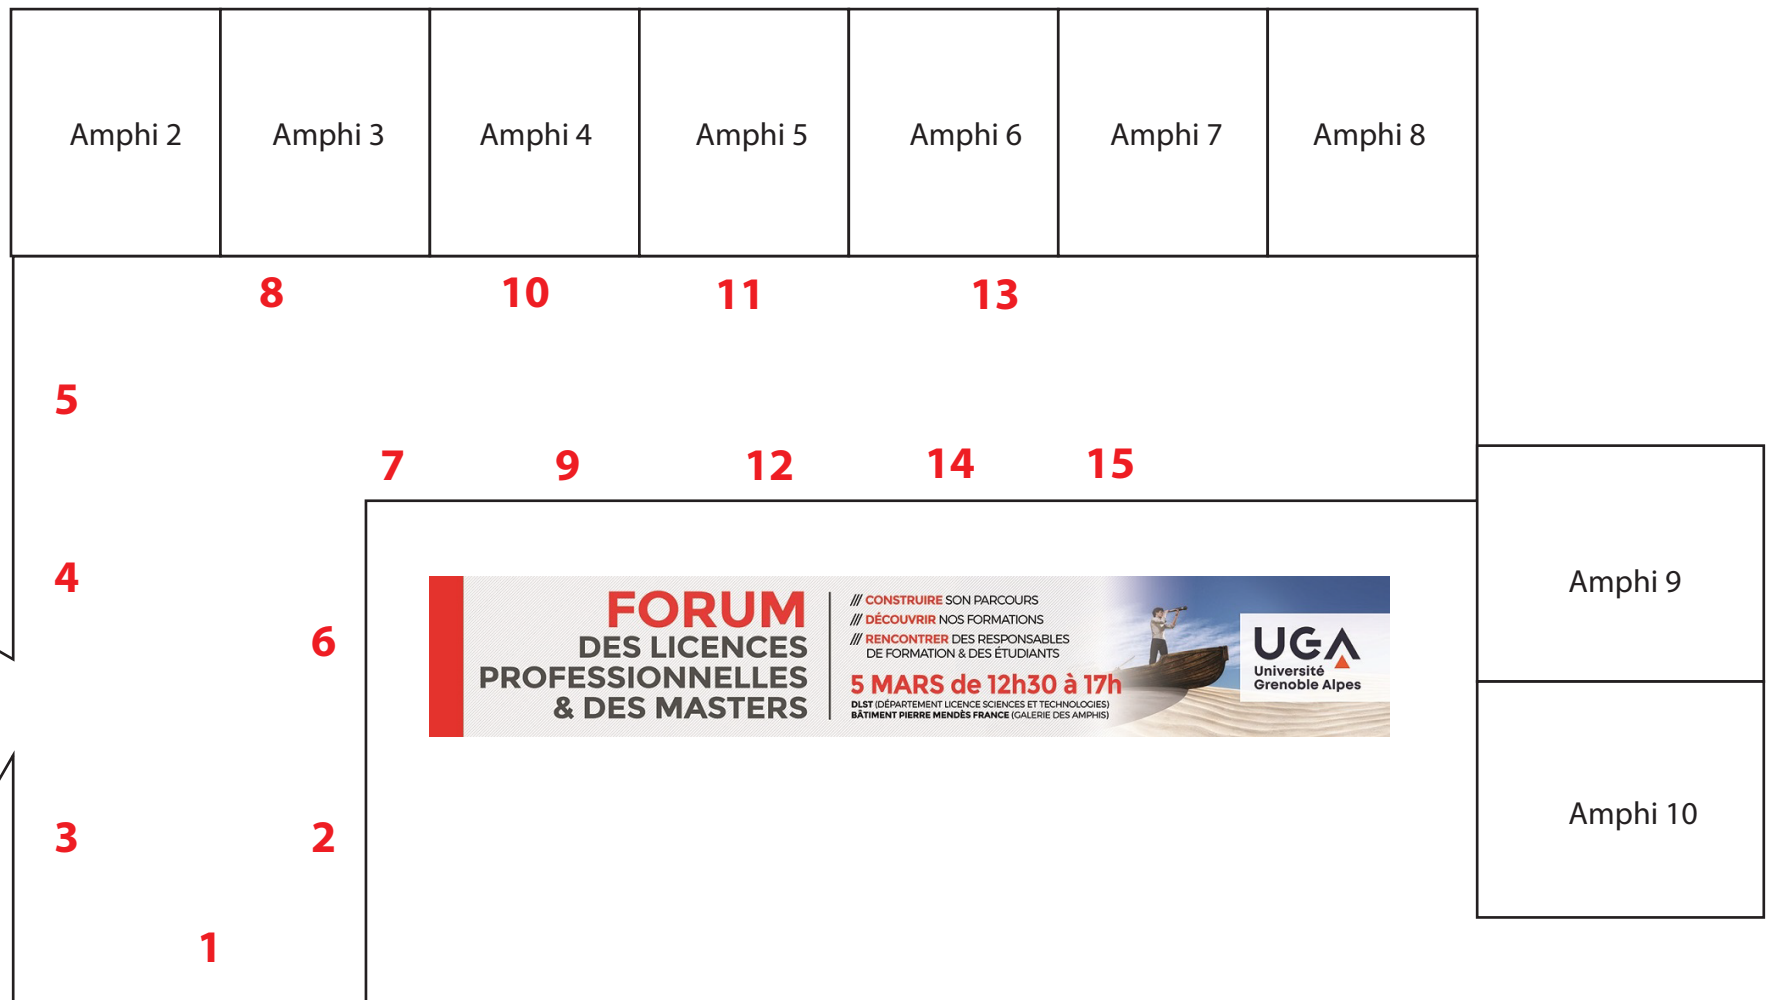 Amphi 2 Amphi 3 Amphi 4 Amphi 5 Amphi 6 Amphi 7 Amphi 8
8 10 11 13
5
7 9 12 14 15
4
6
FORUM
DES LICENCES
PROFESSIONNELLES
& DES MASTERS
/// CONSTRUIRE SON PARCOURS
/// DÉCOUVRIR NOS FORMATIONS
/// RENCONTRER DES RESPONSABLES
DE FORMATION & DES ÉTUDIANTS
5 MARS de 12h30 à 17h
DLST (DÉPARTEMENT LICENCE SCIENCES ET TECHNOLOGIES)
BÂTIMENT PIERRE MENDÈS FRANCE (GALERIE DES AMPHIS)
UGA
Université
Grenoble Alpes
Amphi 9
Amphi 10
3 2
1